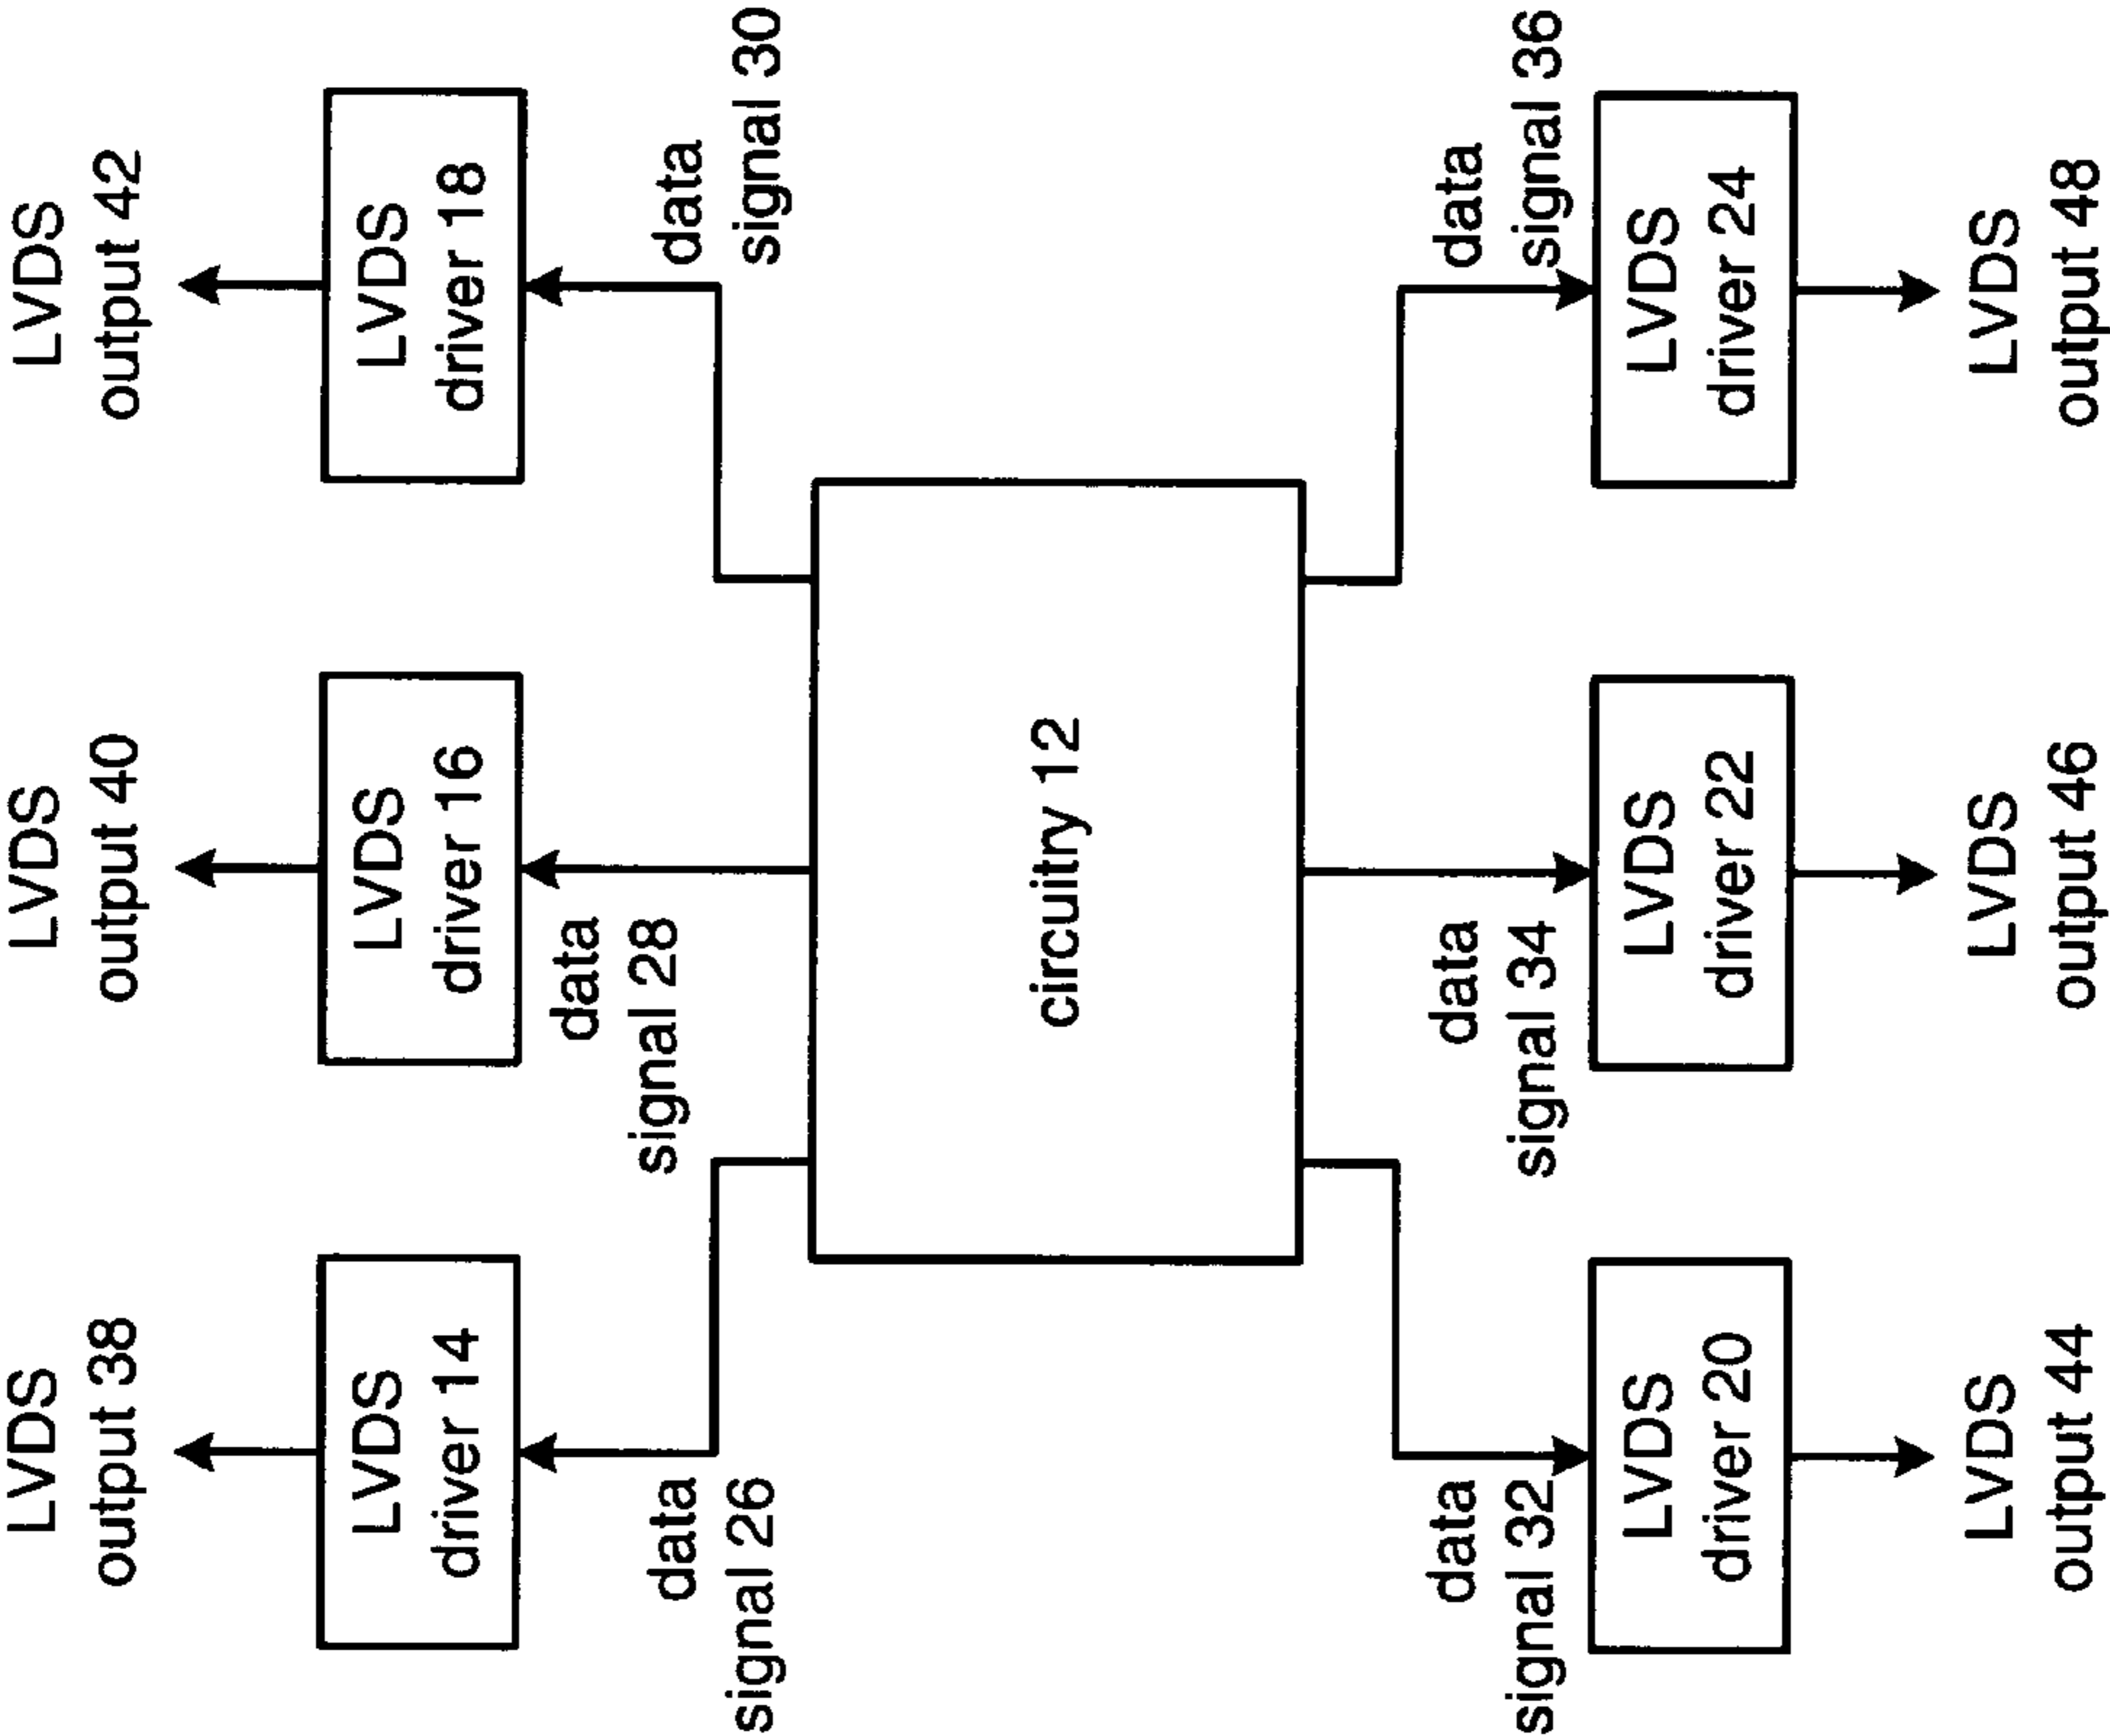 LVDS
output 38
LVDS
output 40
LVDS
output 42
LVDS
driver 14
LVDS
driver 16
LVDS
driver 18
data
signal 26
data
signal 28
data
signal 30
circuitry 12
data
signal 32
data
signal 34
data
signal 36
LVDS
driver 20
LVDS
driver 22
LVDS
driver 24
LVDS
output 44
LVDS
output 46
LVDS
output 48